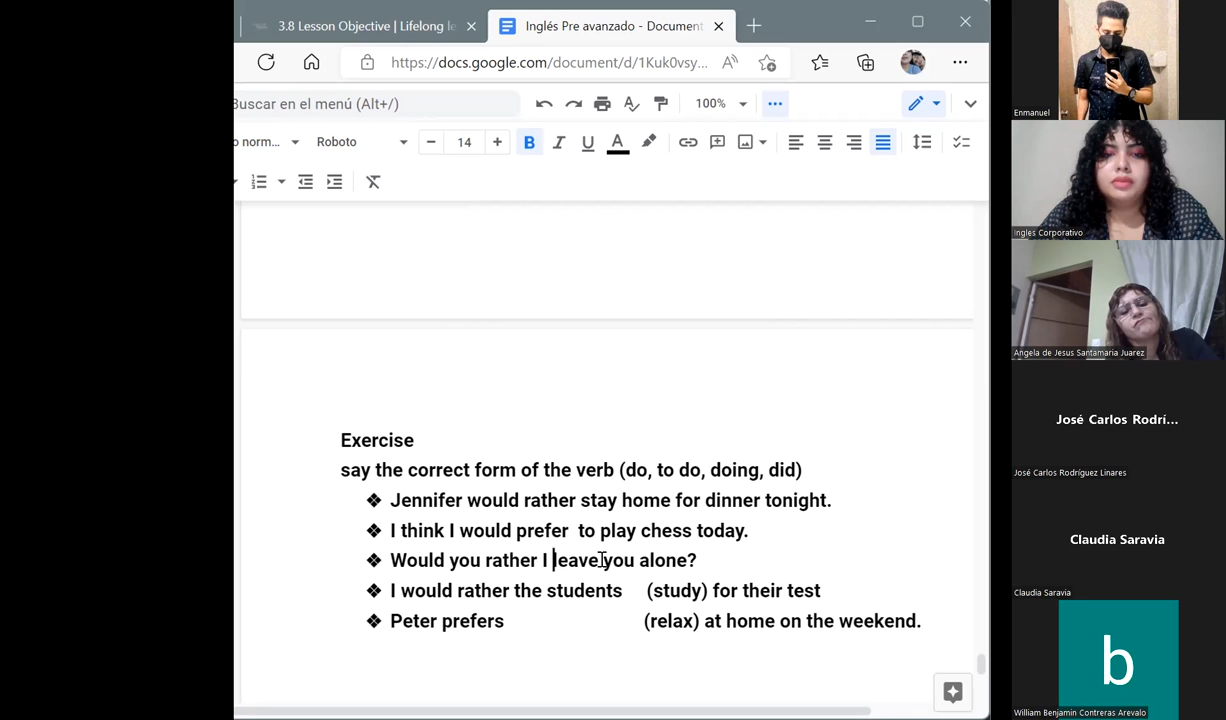 3.8 Lesson Objective | Lifelong le
Inglés Pre avanzado - Document
https://docs.google.com/document/d/1Kuk0vsy...
Buscar en el menú (Alt+/)
100%
o norm...
Roboto
14
B I U A
Exercise
say the correct form of the verb (do, to do, doing, did)
❖ Jennifer would rather stay home for dinner tonight.
❖ I think I would prefer to play chess today.
❖ Would you rather I leave you alone?
❖ I would rather the students (study) for their test
❖ Peter prefers (relax) at home on the weekend.
Enmanuel
Ingles Corporativo
Angela de Jesus Santamaria Juarez
José Carlos Rodrí...
José Carlos Rodríguez Linares
Claudia Saravia
Claudia Saravia
b
William Benjamin Contreras Arevalo